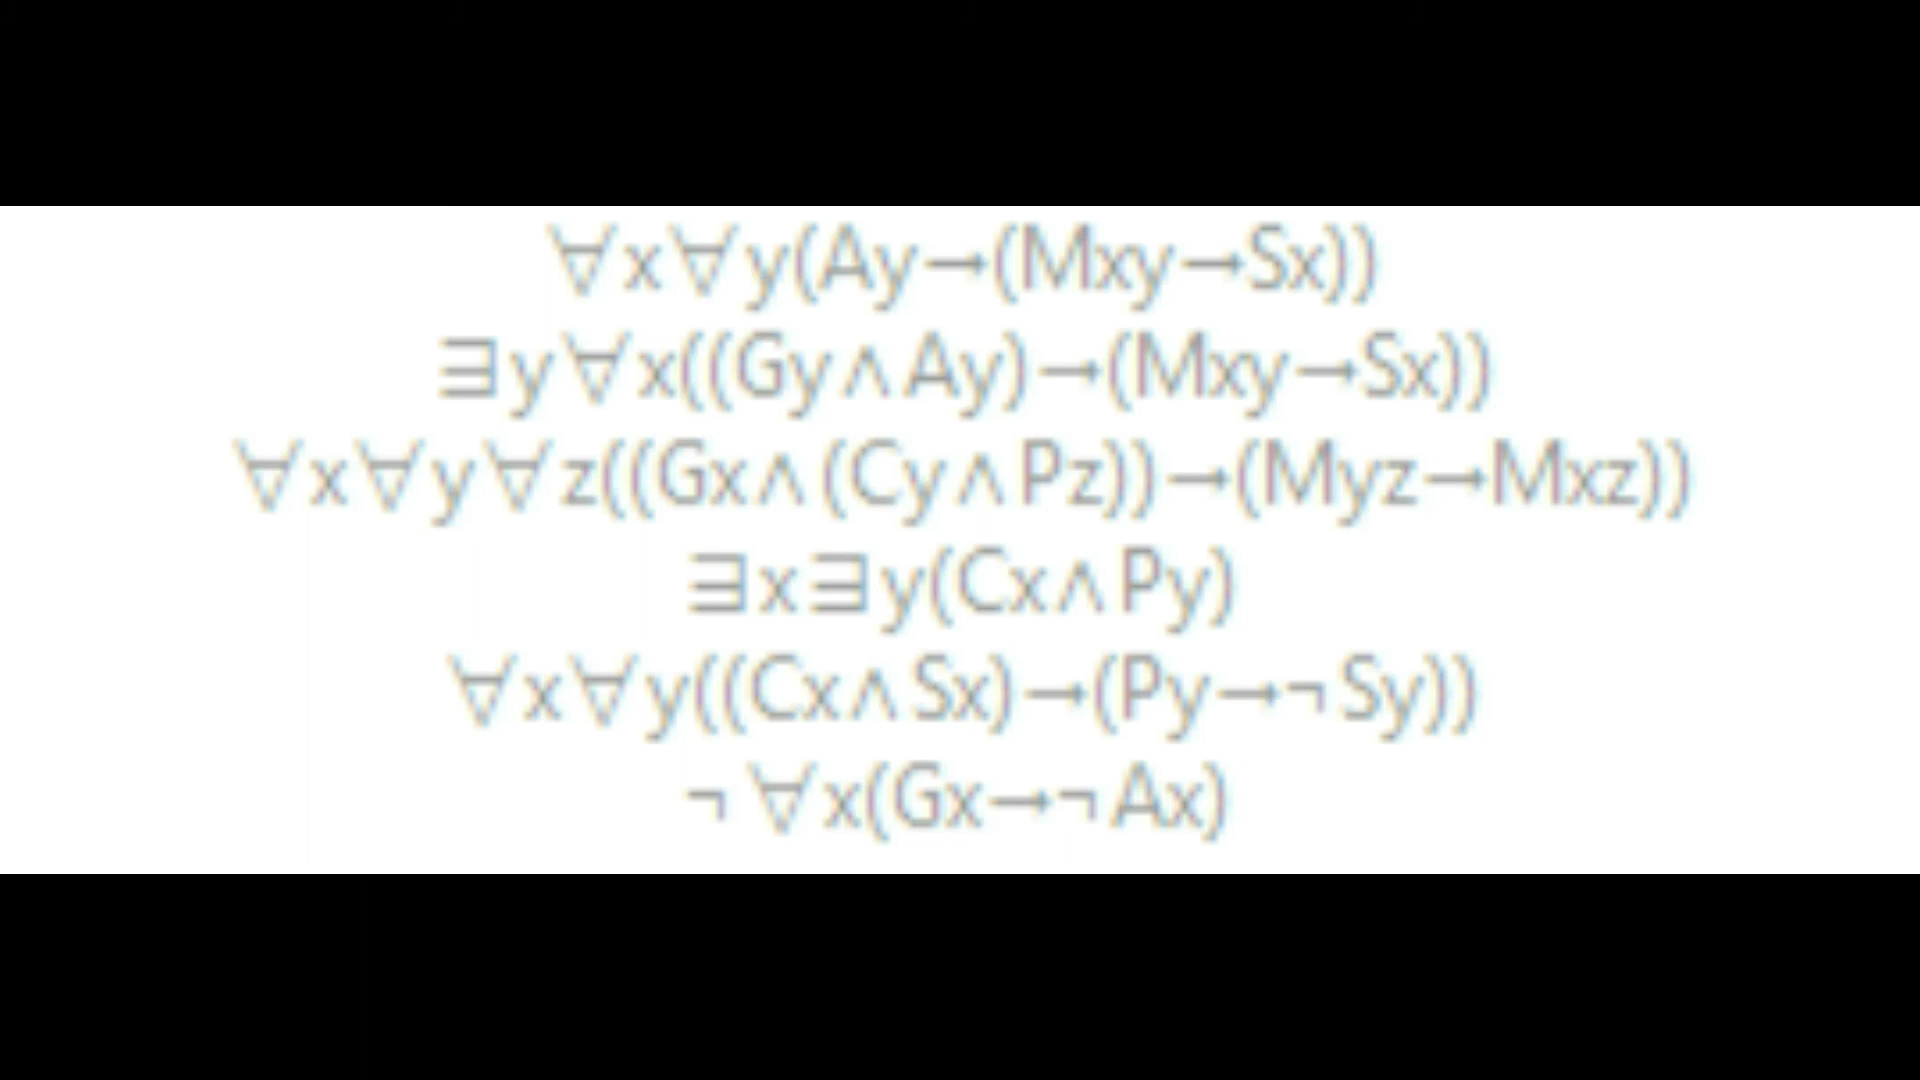 ∀x∀y(Ay→(Mxy→Sx))
∃y∀x((Gy∧Ay)→(Mxy→Sx))
∀x∀y∀z((Gx∧(Cy∧Pz))→(Myz→Mxz))
∃x∃y(Cx∧Py)
∀x∀y((Cx∧Sx)→(Py→¬Sy))
¬∀x(Gx→¬Ax)